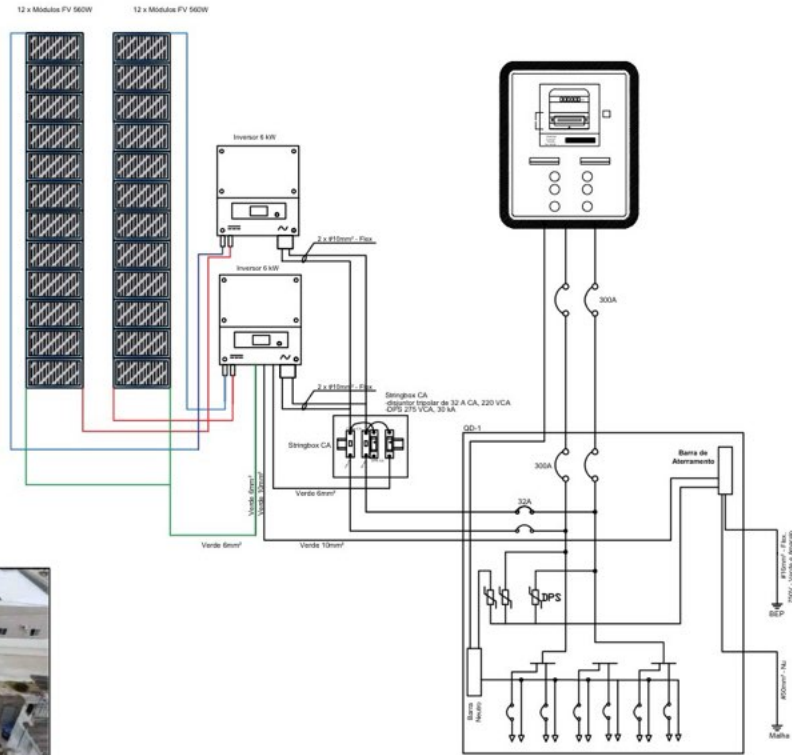 12 x Módulos FV 560W
12 x Módulos FV 560W
Inversor 6 kW
2 x #10mm² - Flex.
Inversor 6 kW
2 x #10mm² - Flex.
Stringbox CA
-disjuntor tripolar de 32 A CA, 220 VCA
-DPS 275 VCA, 30 kA
Stringbox CA
Verde 6mm²
Verde 6mm²
Verde 10mm²
Verde 6mm²
Verde 10mm²
300A
QD-1
300A
32A
Barra de
Aterramento
DPS
Barra
Neutro
BEP
#50mm² - Nu
Malha